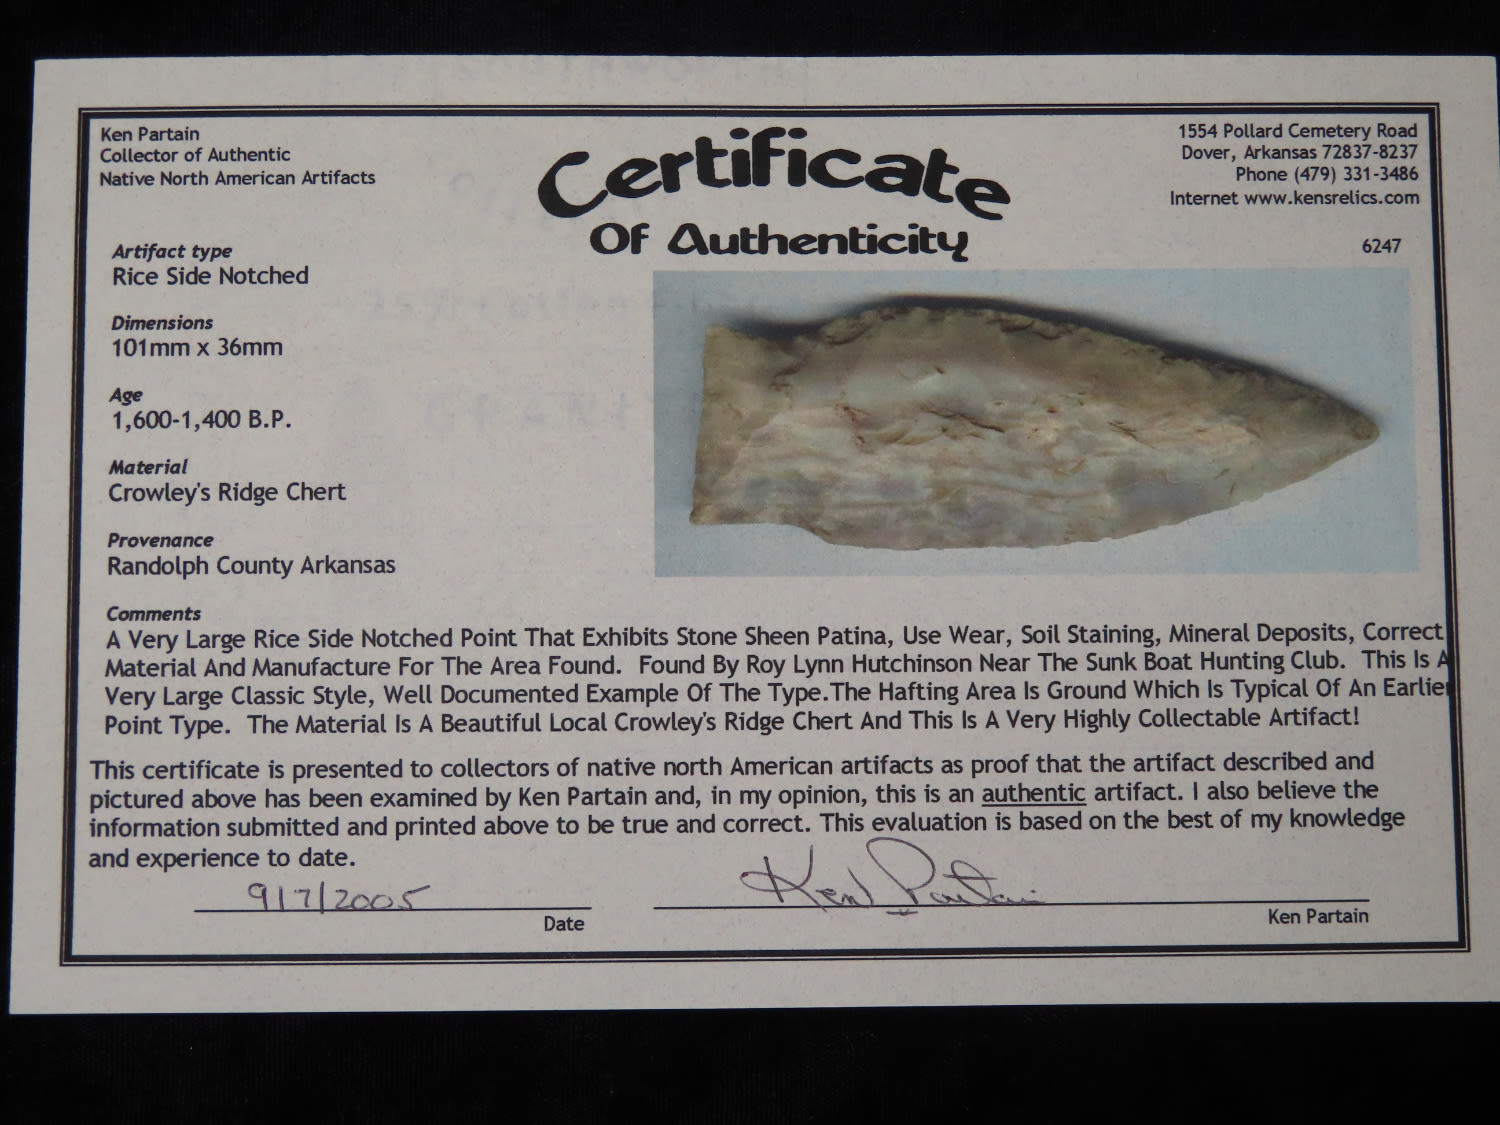 Ken Partain
Collector of Authentic
Native North American Artifacts
Certificate
Of Authenticity
1554 Pollard Cemetery Road
Dover, Arkansas 72837-8237
Phone (479) 331-3486
Internet www.kensrelics.com
6247
Artifact type
Rice Side Notched
Dimensions
101mm x 36mm
Age
1,600-1,400 B.P.
Material
Crowley's Ridge Chert
Provenance
Randolph County Arkansas
Comments
A Very Large Rice Side Notched Point That Exhibits Stone Sheen Patina, Use Wear, Soil Staining, Mineral Deposits, Correct
Material And Manufacture For The Area Found. Found By Roy Lynn Hutchinson Near The Sunk Boat Hunting Club. This Is A
Very Large Classic Style, Well Documented Example Of The Type.The Hafting Area Is Ground Which Is Typical Of An Earlier
Point Type. The Material Is A Beautiful Local Crowley's Ridge Chert And This Is A Very Highly Collectable Artifact!
This certificate is presented to collectors of native north American artifacts as proof that the artifact described and
pictured above has been examined by Ken Partain and, in my opinion, this is an authentic artifact. I also believe the
information submitted and printed above to be true and correct. This evaluation is based on the best of my knowledge
and experience to date.
9/7/2005
Ken Partain
Date
Ken Partain